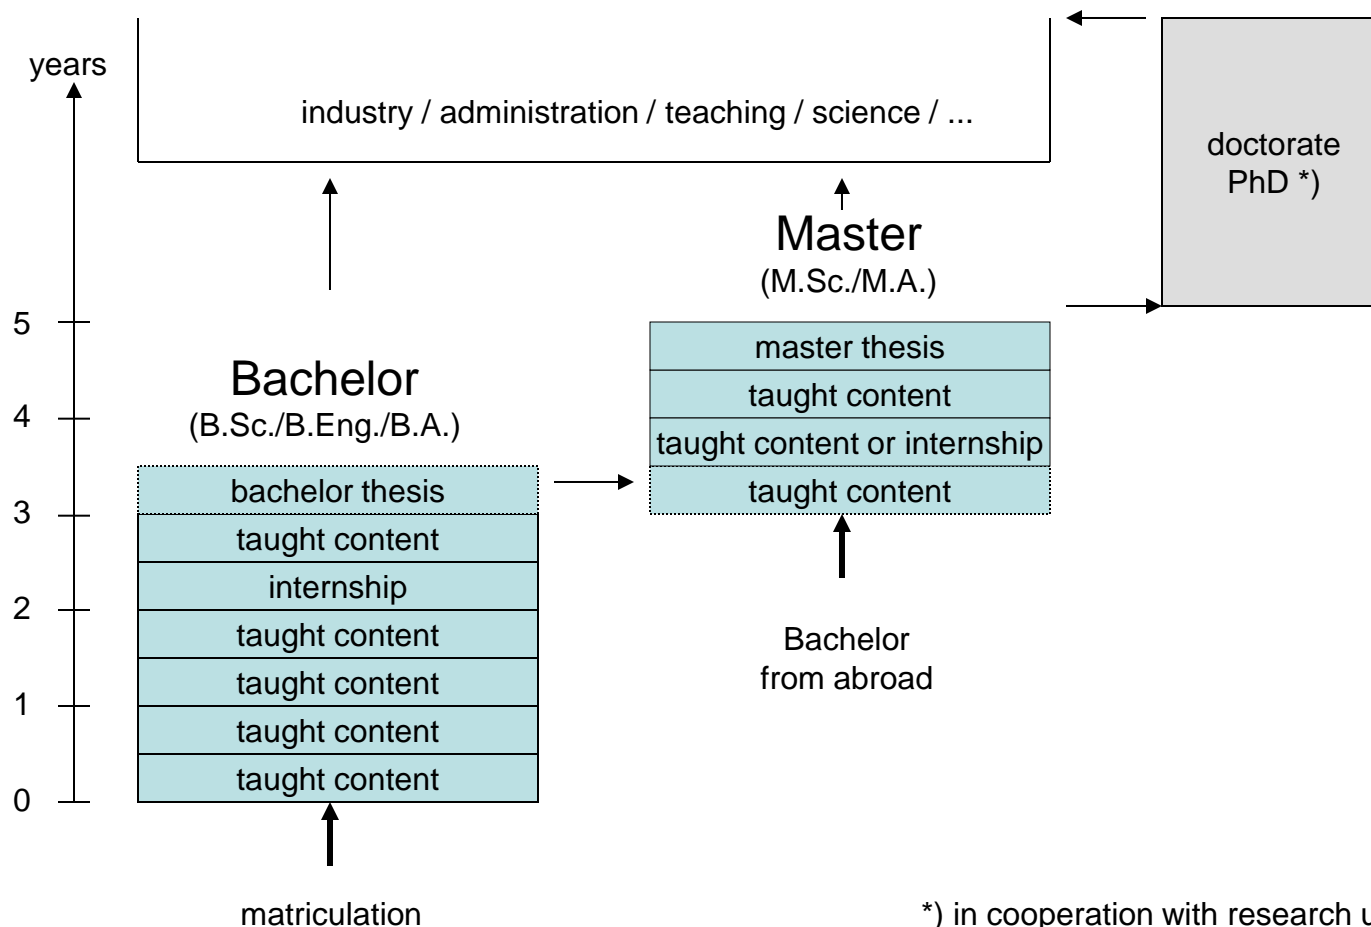 years
industry / administration / teaching / science / ...
doctorate
PhD *)
Master
(M.Sc./M.A.)
5
master thesis
Bachelor
taught content
4
(B.Sc./B.Eng./B.A.)
taught content or internship
bachelor thesis
taught content
3
taught content
internship
2
taught content
Bachelor
from abroad
taught content
1
taught content
taught content
0
matriculation
*) in cooperation with research